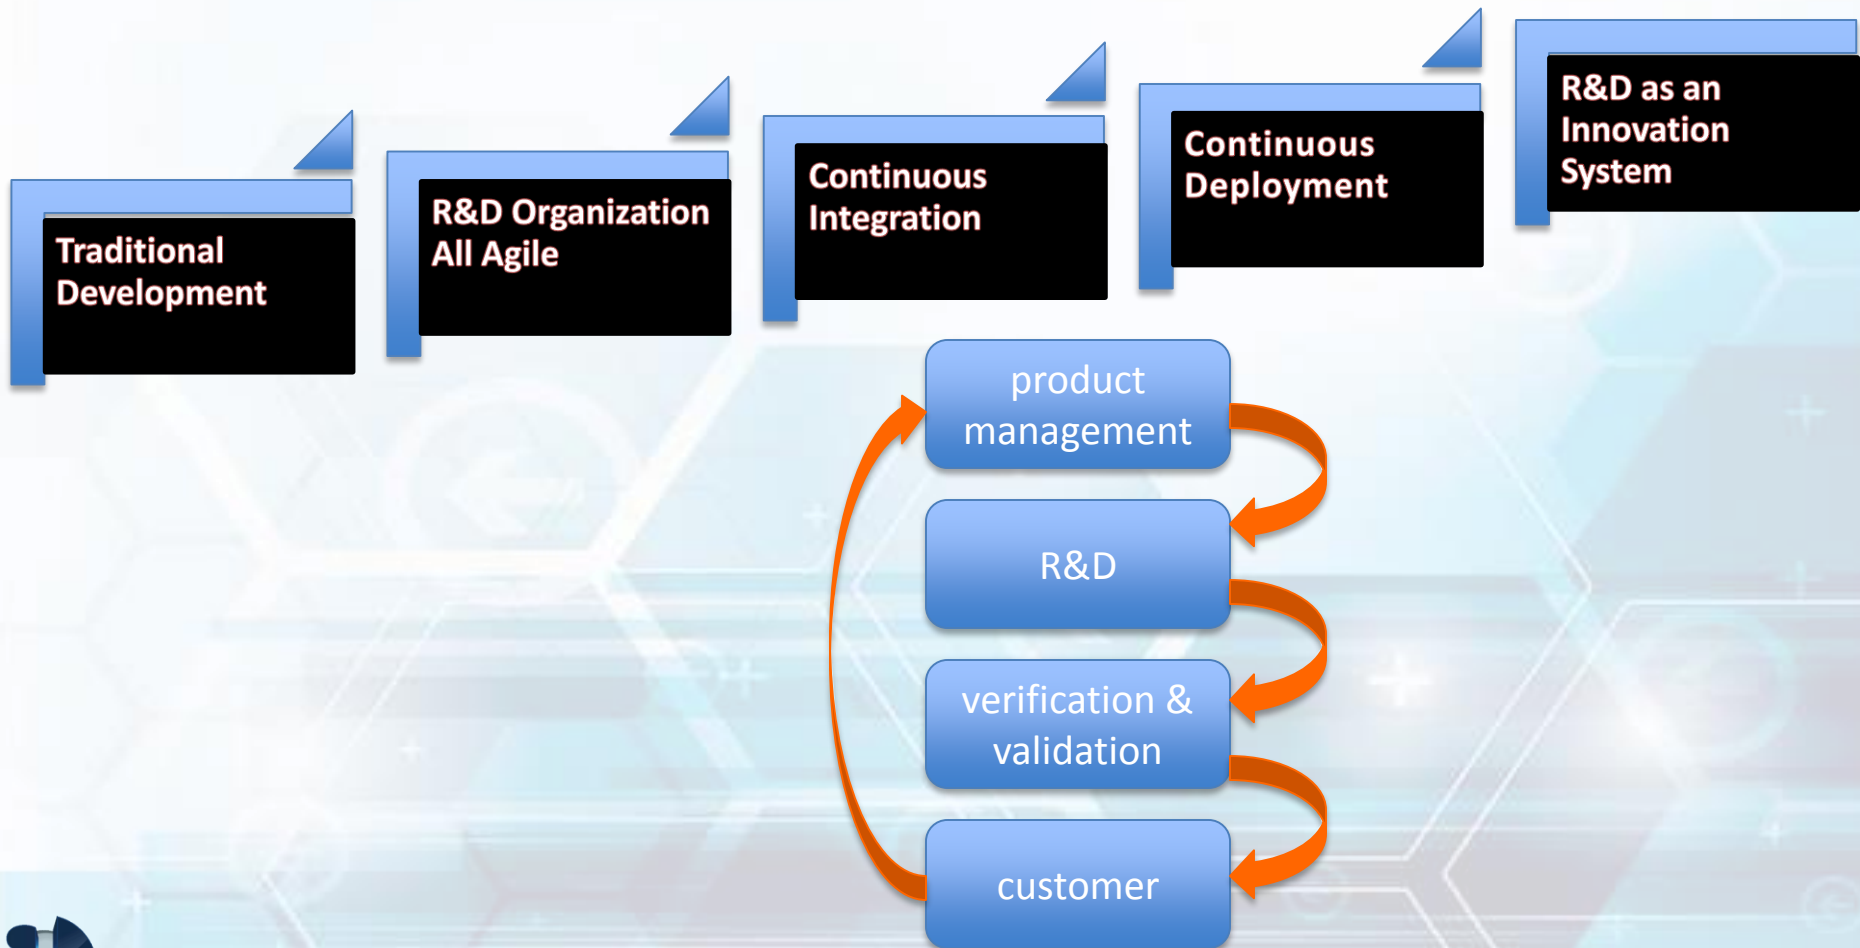 Traditional
Development
R&D Organization
All Agile
Continuous
Integration
Continuous
Deployment
R&D as an
Innovation
System
product
management
R&D
verification &
validation
customer